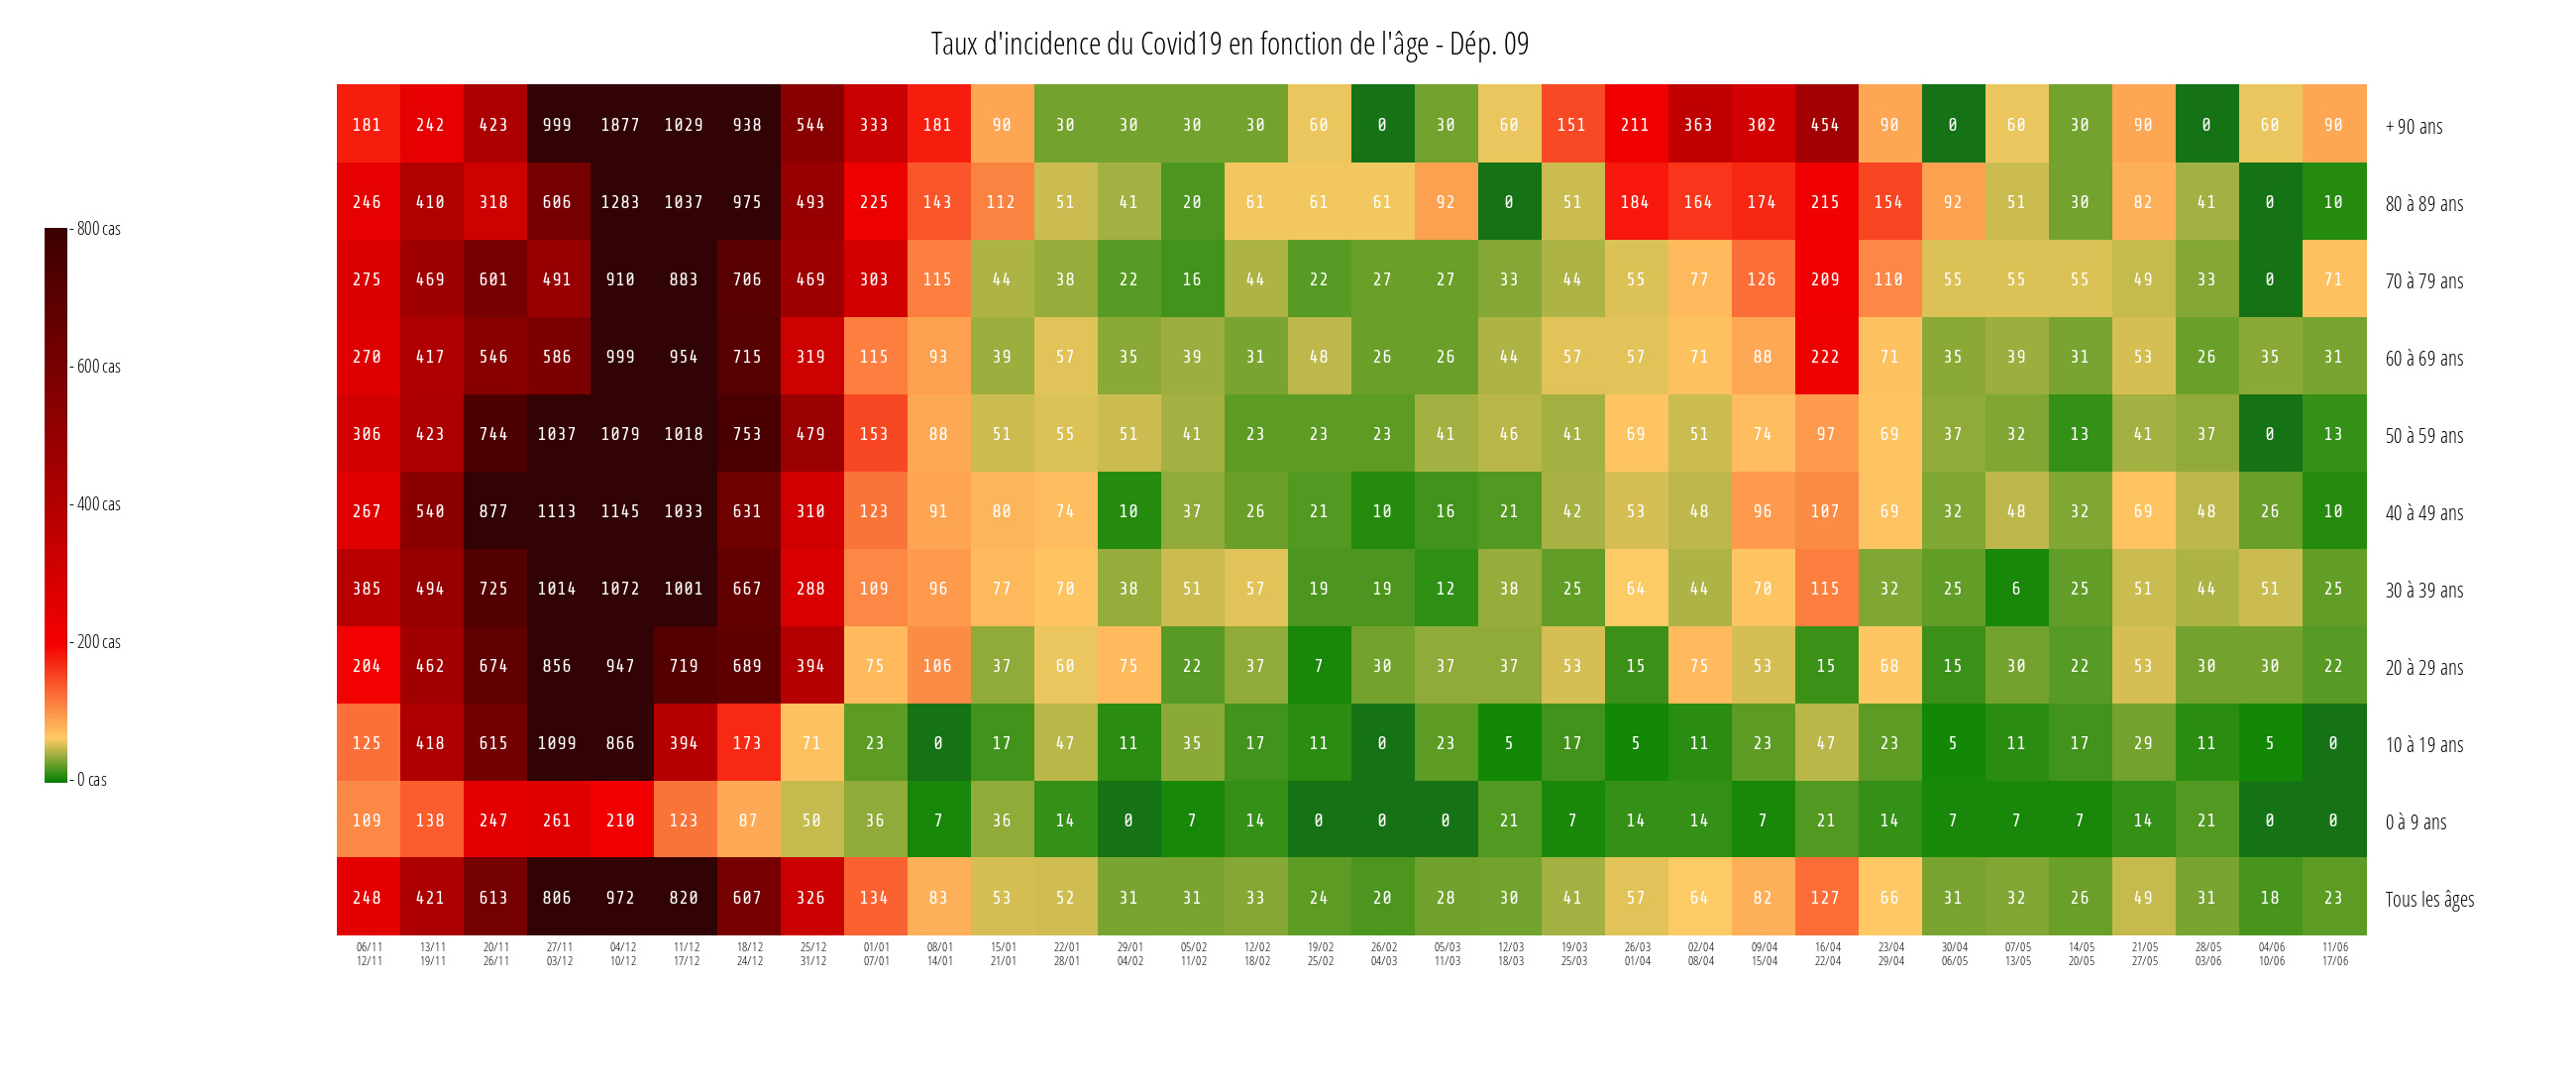 Taux d'incidence du Covid19 en fonction de l'âge - Dép. 09
- 800 cas
- 600 cas
- 400 cas
- 200 cas
- 0 cas
181 242 423 999 1877 1029 938 544 333 181 90 30 30 30 30 60 0 30 60 151 211 363 302 454 90 0 60 30 90 0 60 90 + 90 ans
246 410 318 606 1283 1037 975 493 225 143 112 51 41 20 61 61 61 92 0 51 184 164 174 215 154 92 51 30 82 41 0 10 80 à 89 ans
275 469 601 491 910 883 706 469 303 115 44 38 22 16 44 22 27 27 33 44 55 77 126 209 110 55 55 55 49 33 0 71 70 à 79 ans
270 417 546 586 999 954 715 319 115 93 39 57 35 39 31 48 26 26 44 57 57 71 88 222 71 35 39 31 53 26 35 31 60 à 69 ans
306 423 744 1037 1079 1018 753 479 153 88 51 55 51 41 23 23 23 41 46 41 69 51 74 97 69 37 32 13 41 37 0 13 50 à 59 ans
267 540 877 1113 1145 1033 631 310 123 91 80 74 10 37 26 21 10 16 21 42 53 48 96 107 69 32 48 32 69 48 26 10 40 à 49 ans
385 494 725 1014 1072 1001 667 288 109 96 77 70 38 51 57 19 19 12 38 25 64 44 70 115 32 25 6 25 51 44 51 25 30 à 39 ans
204 462 674 856 947 719 689 394 75 106 37 60 75 22 37 7 30 37 37 53 15 75 53 15 68 15 30 22 53 30 30 22 20 à 29 ans
125 418 615 1099 866 394 173 71 23 0 17 47 11 35 17 11 0 23 5 17 5 11 23 47 23 5 11 17 29 11 5 0 10 à 19 ans
109 138 247 261 210 123 87 50 36 7 36 14 0 7 14 0 0 0 21 7 14 14 7 21 14 7 7 7 14 21 0 0 0 à 9 ans
248 421 613 806 972 820 607 326 134 83 53 52 31 31 33 24 20 28 30 41 57 64 82 127 66 31 32 26 49 31 18 23 Tous les âges
06/11 13/11 20/11 27/11 04/12 11/12 18/12 25/12 01/01 08/01 15/01 22/01 29/01 05/02 12/02 19/02 26/02 05/03 12/03 19/03 26/03 02/04 09/04 16/04 23/04 30/04 07/05 14/05 21/05 28/05 04/06 11/06
12/11 19/11 26/11 03/12 10/12 17/12 24/12 31/12 07/01 14/01 21/01 28/01 04/02 11/02 18/02 25/02 04/03 11/03 18/03 25/03 01/04 08/04 15/04 22/04 29/04 06/05 13/05 20/05 27/05 03/06 10/06 17/06